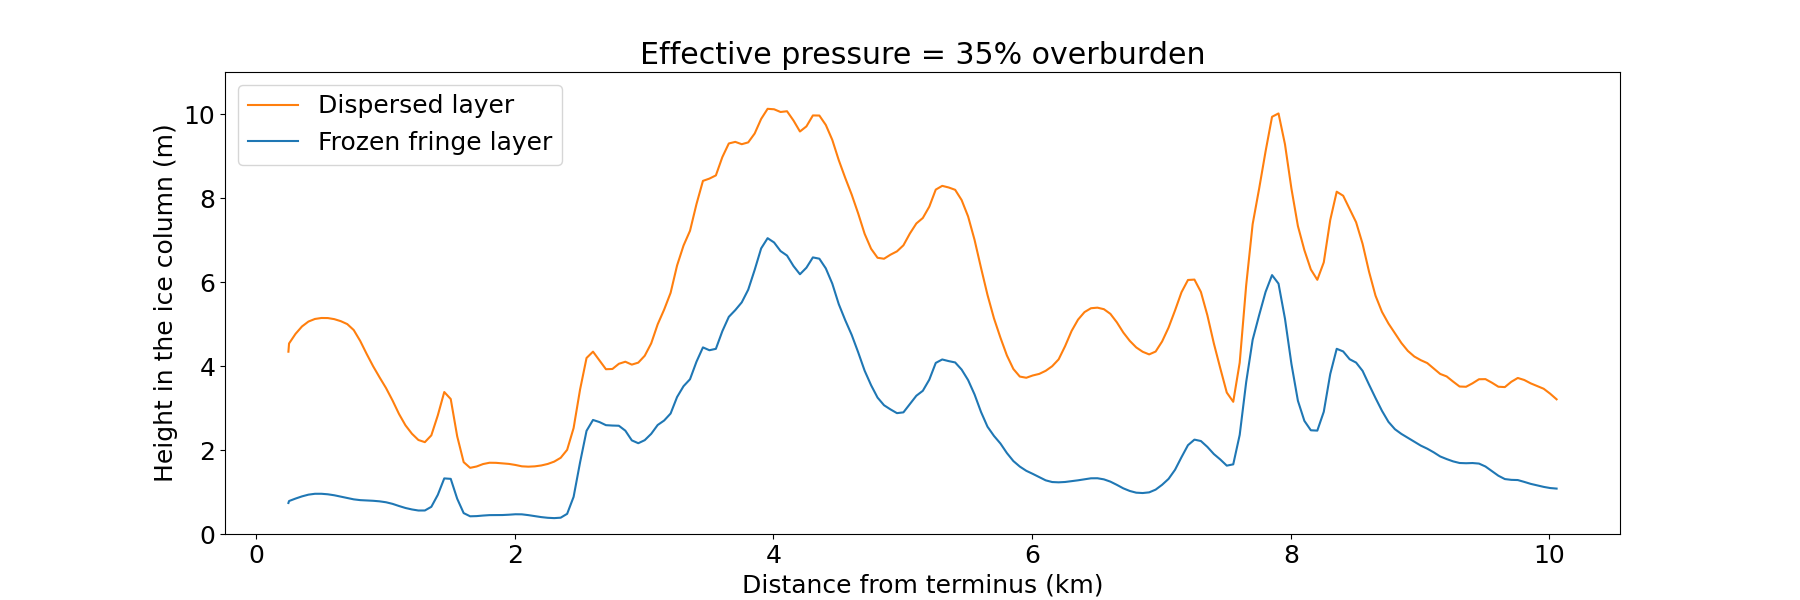 Effective pressure = 35% overburden
Dispersed layer
Frozen fringe layer
Height in the ice column (m)
10
8
6
4
2
0
0 2 4 6 8 10
Distance from terminus (km)